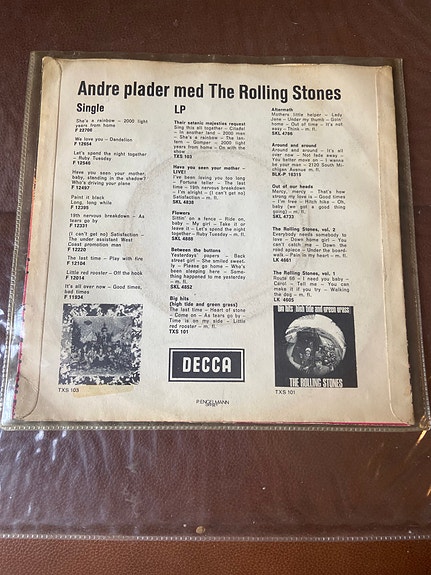 Andre plader med The Rolling Stones
Single
She's a rainbow - 2000 light
years from home
F 22706
We love you - Dandelion
F 12654
Let's spend the night together
- Ruby Tuesday
F 12546
Have you seen your mother,
baby, standing in the shadow?
Who's driving your plane
F 12497
Paint it black
Long, long while
F 12395
19th nervous breakdown - As
tears go by
F 12331
(I can't get no) Satisfaction -
The under assistant West
Coast promotion man
F 12220
The last time - Play with fire
F 12104
Little red rooster - Off the hook
F 12014
It's all over now - Good times,
bad times
F 11934
TXS 103
LP
Their satanic majesties request
Sing this all together - Citadel
- In another land - 2000 man
- She's a rainbow - The lan-
tern - Gomper - 2000 light
years from home - On with the
show
TXS 103
Have you seen your mother -
LIVE!
I've been loving you too long
- Fortune teller - The last
time - 19th nervous breakdown
- I'm alright - (I can't get no)
Satisfaction - m. fl.
SKL 4838
Flowers
Sittin' on a fence - Ride on,
baby - My girl - Take it or
leave it - Let's spend the night
together - Ruby Tuesday - m. fl.
SKL 4888
Between the buttons
Yesterdays' papers - Back
street girl - She smiled sweet-
ly - Please go home - Who's
been sleeping here - Some-
thing happened to me yesterday
- m. fl.
SKL 4852
Big hits
(high tide and green grass)
The last time - Heart of stone
- Come on - As tears go by -
Time is on my side - Little
red rooster - m. fl.
TXS 101
DECCA
P. ENGELMANN
Aftermath
Mothers little helper - Lady
Jane - Under my thumb - Goin'
home - Out of time - It's not
easy - Think - m. fl.
SKL 4786
Around and around
Around and around - It's all
over now - Not fade away -
You better move on - I wanna
be your man - 2120 South Mi-
chigan Avenue - m. fl.
BLK-P 16315
Out of our heads
Mercy, mercy - That's how
strong my love is - Good times
- I'm free - Hitch hike - Oh,
baby (we got a good thing
going) - m. fl.
SKL 4733
The Rolling Stones, vol. 2
Everybody needs somebody to
love - Down home girl - You
can't catch me - Down the
road apiece - Under the board-
walk - Pain in my heart - m. fl.
LK 4661
The Rolling Stones, vol. 1
Route 66 - I need you baby -
Carol - Tell me - You can
make it if you try - Walking
the dog - m. fl.
LK 4605
big hits (high tide and green grass)
THE ROLLING STONES
TXS 101